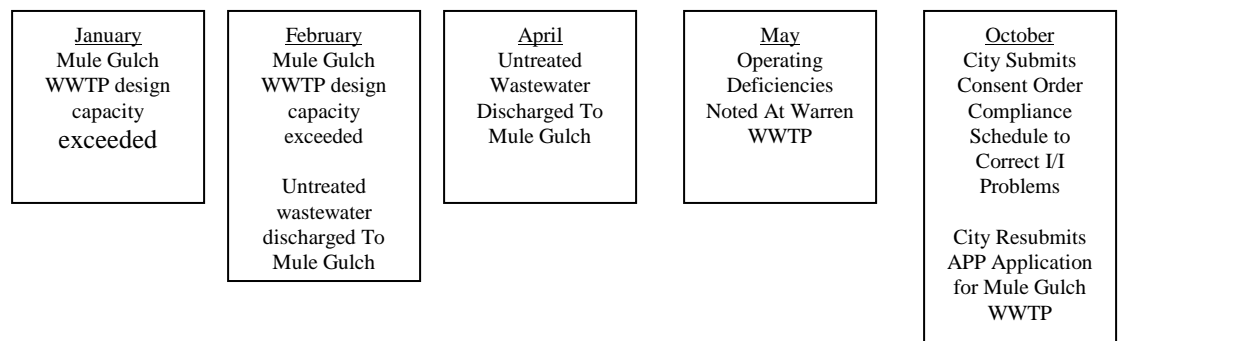 January
Mule Gulch
WWTP design
capacity
exceeded
February
Mule Gulch
WWTP design
capacity
exceeded
Untreated
wastewater
discharged To
Mule Gulch
April
Untreated
Wastewater
Discharged To
Mule Gulch
May
Operating
Deficiencies
Noted At Warren
WWTP
October
City Submits
Consent Order
Compliance
Schedule to
Correct I/I
Problems
City Resubmits
APP Application
for Mule Gulch
WWTP